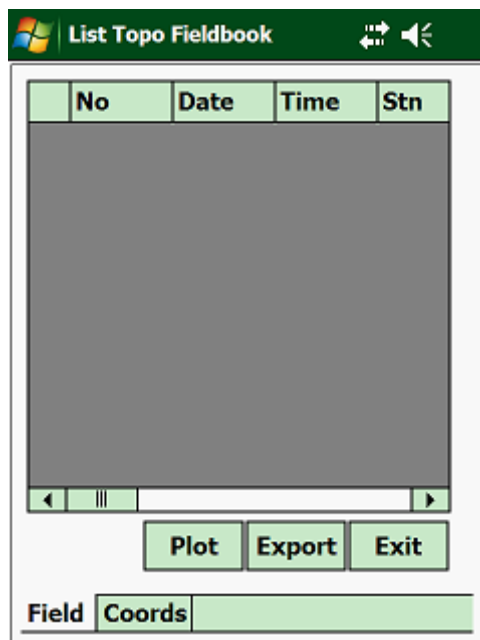 List Topo Fieldbook
No Date Time Stn
Plot Export Exit
Field Coords